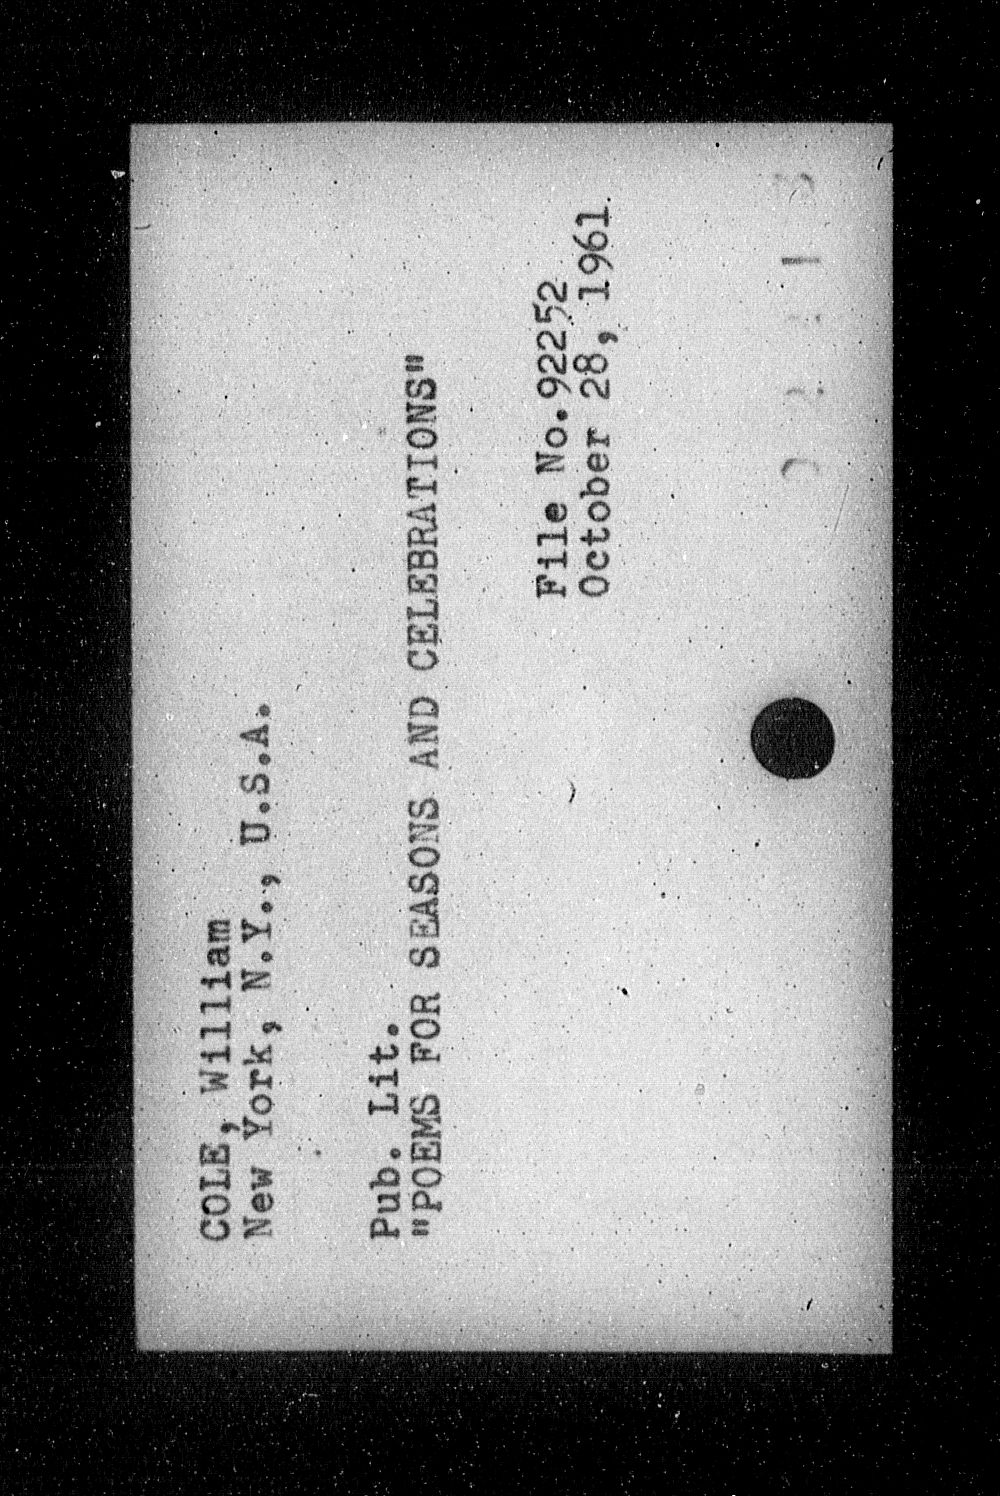 COLE, William
New York, N.Y., U.S.A.
Pub. Lit.
"POEMS FOR SEASONS AND CELEBRATIONS"
File No. 92252
October 28, 1961.